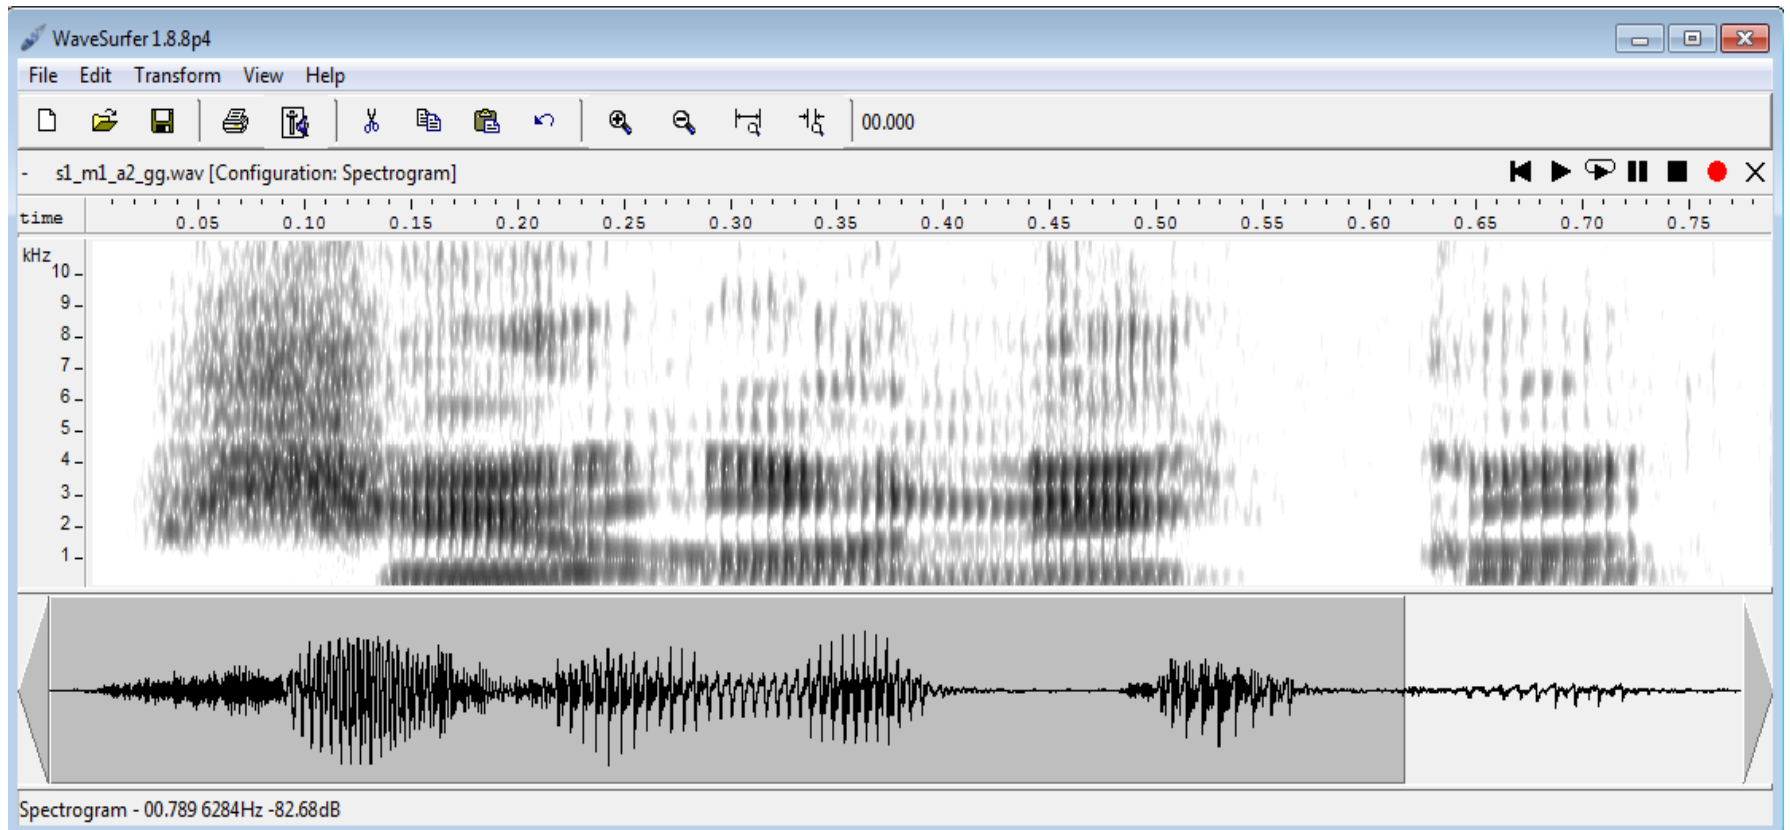 WaveSurfer 1.8.8p4
File Edit Transform View Help
00.000
- s1_m1_a2_gg.wav [Configuration: Spectrogram]
time 0.05 0.10 0.15 0.20 0.25 0.30 0.35 0.40 0.45 0.50 0.55 0.60 0.65 0.70 0.75
kHz
10
9
8
7
6
5
4
3
2
1
Spectrogram - 00.789 6284Hz -82.68dB